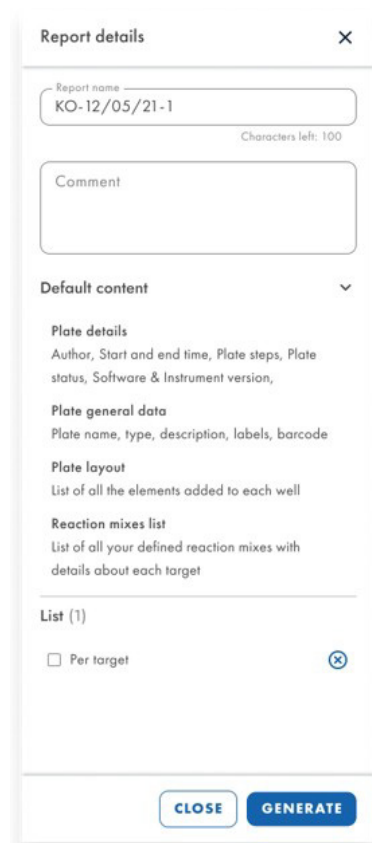 Report details
Report name
KO-12/05/21-1
Characters left: 100
Comment
Default content
Plate details
Author, Start and end time, Plate steps, Plate
status, Software & Instrument version,
Plate general data
Plate name, type, description, labels, barcode
Plate layout
List of all the elements added to each well
Reaction mixes list
List of all your defined reaction mixes with
details about each target
List (1)
Per target
CLOSE GENERATE